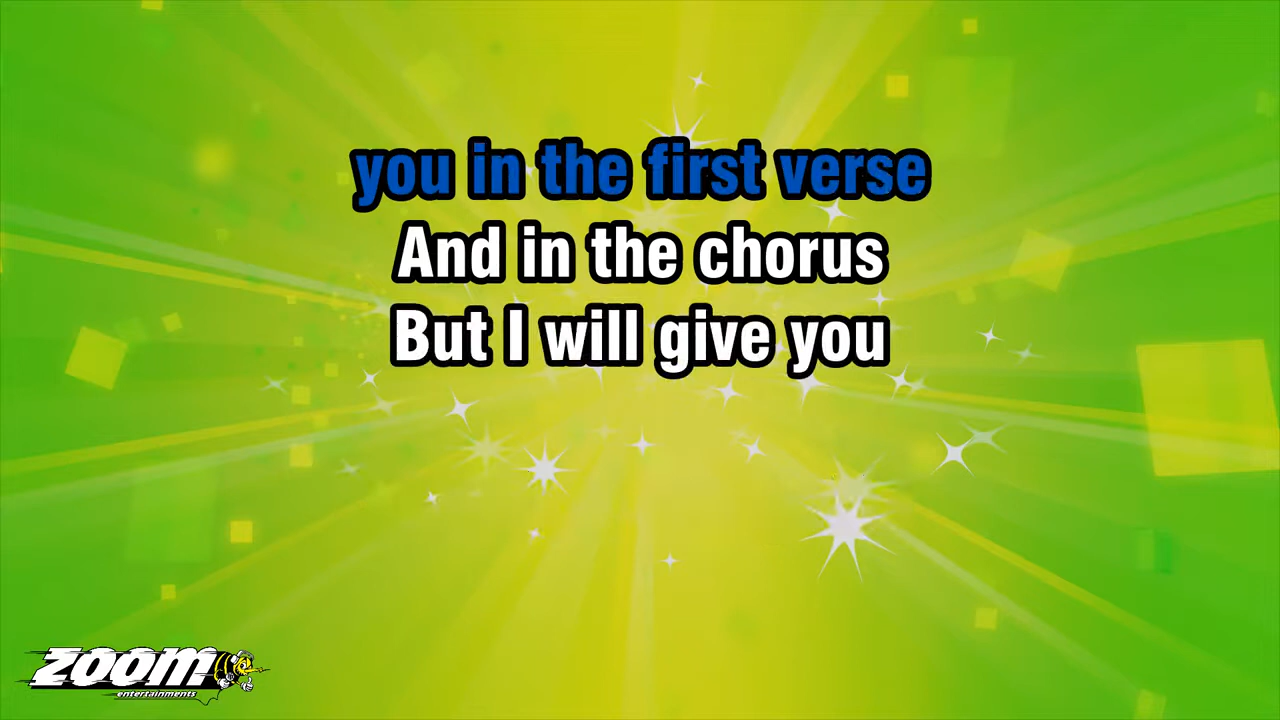 you in the first verse
And in the chorus
But I will give you
ZOOM
entertainments